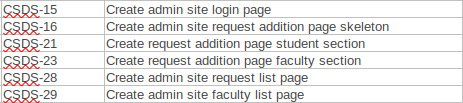 CSDS-15 Create admin site login page
CSDS-16 Create admin site request addition page skeleton
CSDS-21 Create request addition page student section
CSDS-23 Create request addition page faculty section
CSDS-28 Create admin site request list page
CSDS-29 Create admin site faculty list page